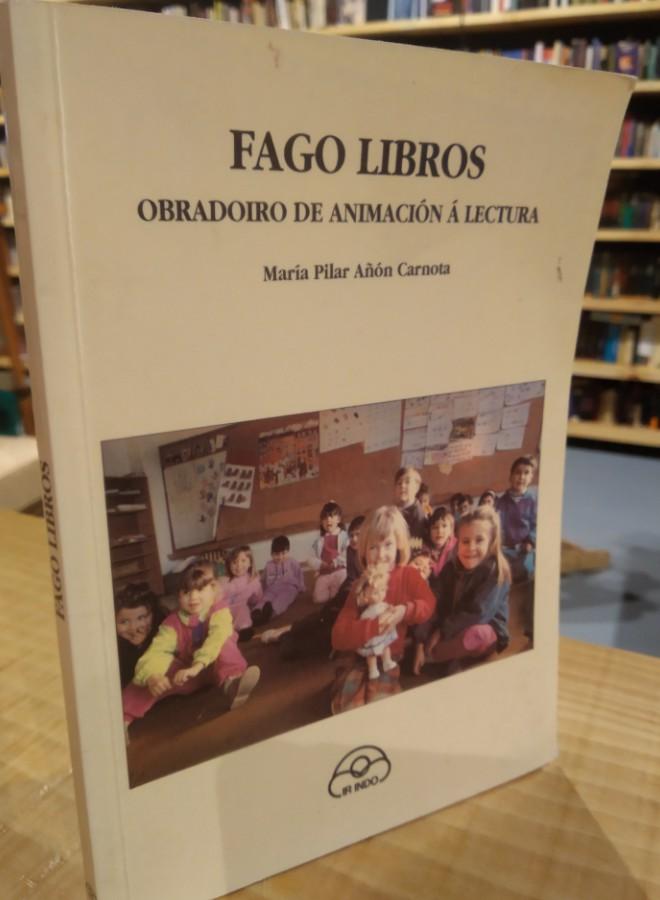 FAGO LIBROS
OBRADOIRO DE ANIMACIÓN Á LECTURA
María Pilar Añón Carnota
IR INDO
FAGO LIBROS